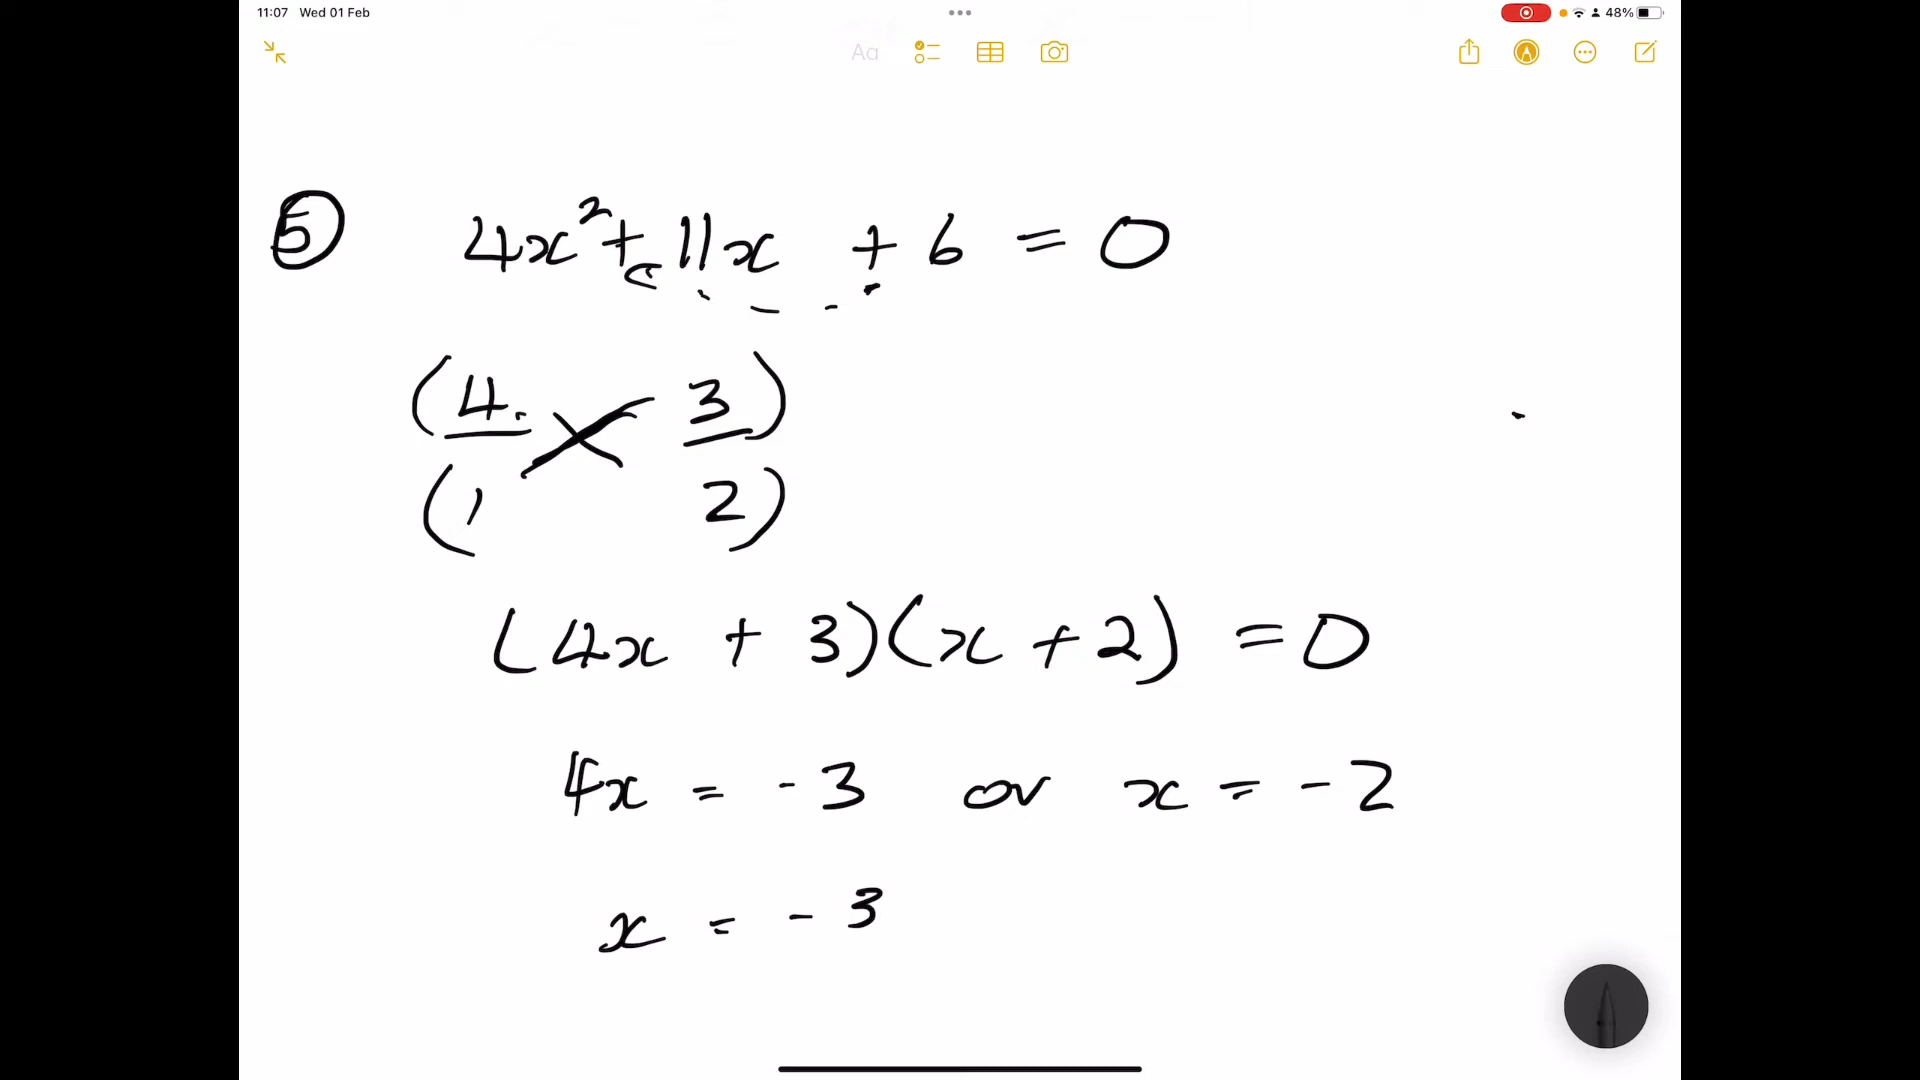 11:07 Wed 01 Feb
48%
Aa
5 4x² + 11x + 6 = 0
(4 3)
(1 2)
(4x + 3)(x + 2) = 0
4x = -3 or x = -2
x = -3